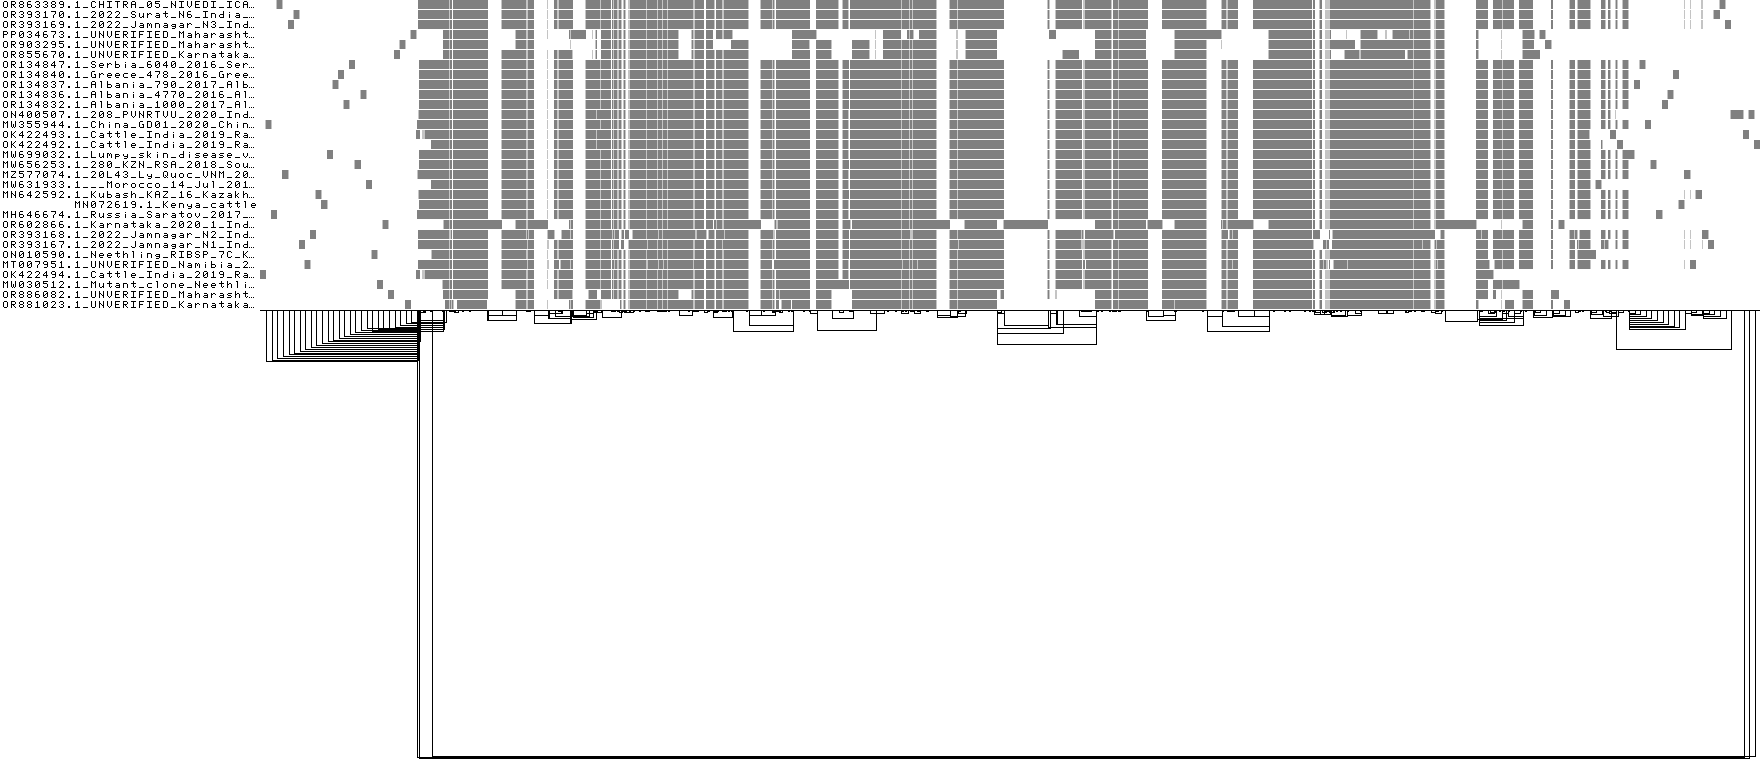 OR863389.1_CHITRA_05_NIVEDI_ICA…
OR393170.1_2022_Surat_N6_India_…
OR393169.1_2022_Jamnagar_N3_Ind…
PP034673.1_UNVERIFIED_Maharasht…
OR903295.1_UNVERIFIED_Maharasht…
OR855670.1_UNVERIFIED_Karnataka…
OR134847.1_Serbia_6040_2016_Ser…
OR134840.1_Greece_478_2016_Gree…
OR134837.1_Albania_790_2017_Alb…
OR134836.1_Albania_4770_2016_Al…
OR134832.1_Albania_1000_2017_Al…
ON400507.1_208_PVNRTVU_2020_Ind…
MW355944.1_China_GD01_2020_Chin…
OK422493.1_Cattle_India_2019_Ra…
OK422492.1_Cattle_India_2019_Ra…
MW699032.1_Lumpy_skin_disease_v…
MW656253.1_280_KZN_RSA_2018_Sou…
MZ577074.1_20L43_Ly_Quoc_VNM_20…
MW631933.1___Morocco_14_Jul_201…
MN642592.1_Kubash_KAZ_16_Kazakh…
MN072619.1_Kenya_cattle
MH646674.1_Russia_Saratov_2017_…
OR602866.1_Karnataka_2020_1_Ind…
OR393168.1_2022_Jamnagar_N2_Ind…
OR393167.1_2022_Jamnagar_N1_Ind…
ON010590.1_Neethling_RIBSP_7C_K…
MT007951.1_UNVERIFIED_Namibia_2…
OK422494.1_Cattle_India_2019_Ra…
MW030512.1_Mutant_clone_Neethli…
OR886082.1_UNVERIFIED_Maharasht…
OR881023.1_UNVERIFIED_Karnataka…